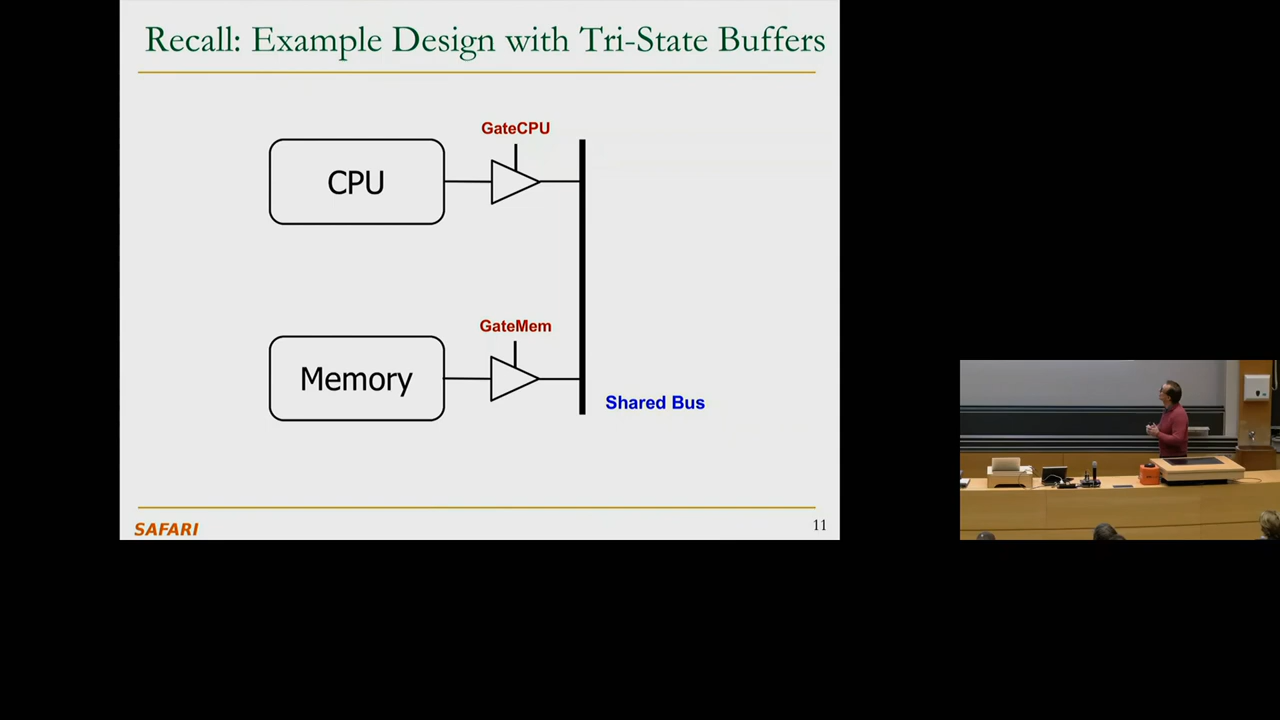 Recall: Example Design with Tri-State Buffers
GateCPU
CPU
GateMem
Memory
Shared Bus
SAFARI
11